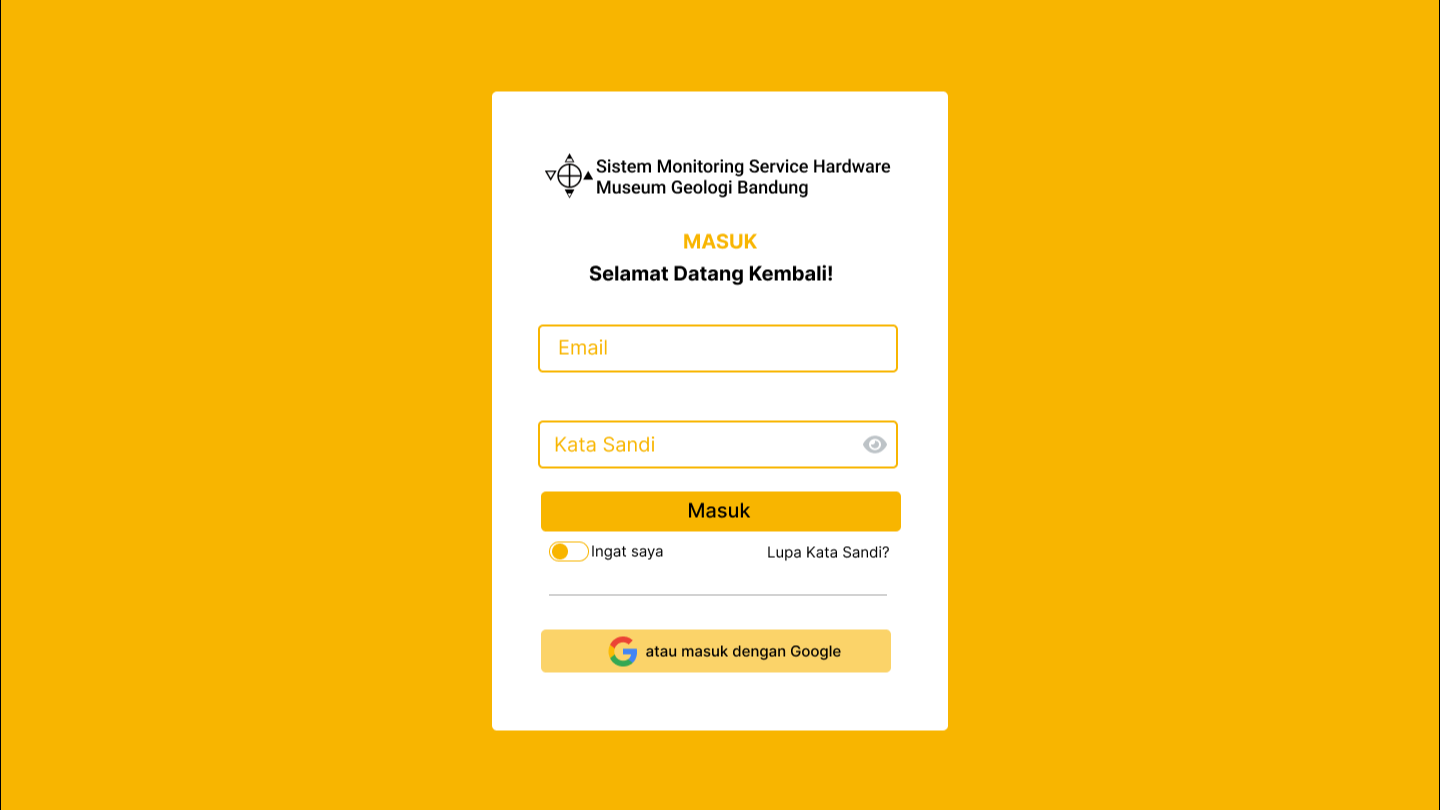 Sistem Monitoring Service Hardware
Museum Geologi Bandung
MASUK
Selamat Datang Kembali!
Email
Kata Sandi
Masuk
Ingat saya
Lupa Kata Sandi?
atau masuk dengan Google